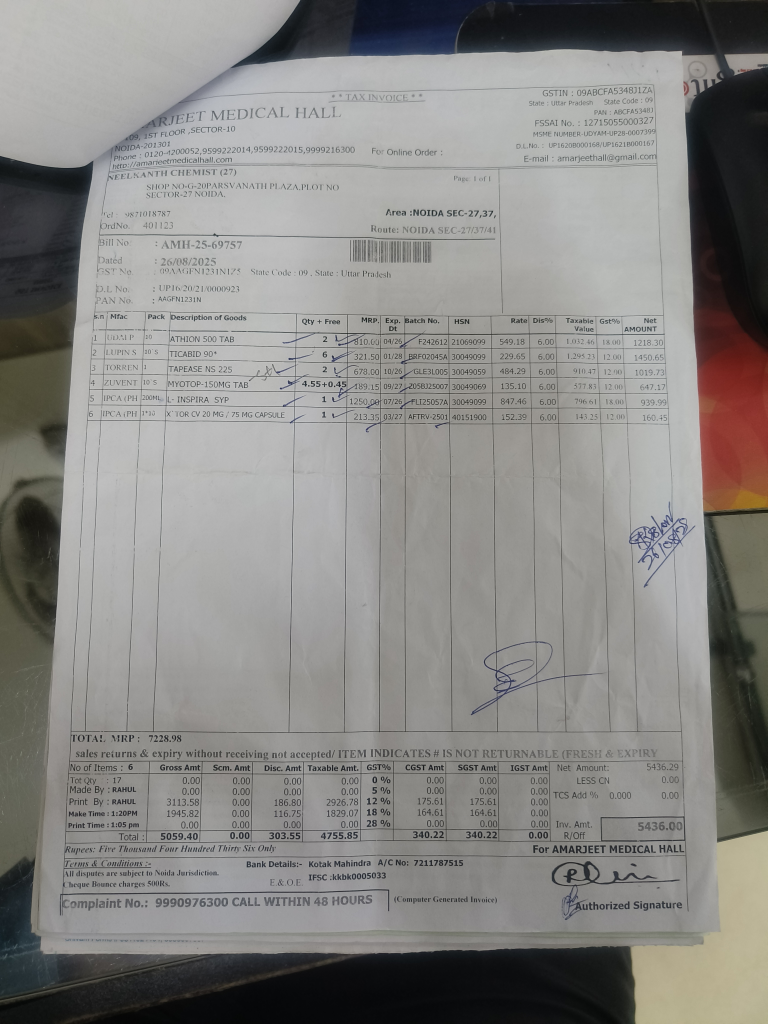 ** TAX INVOICE **
ARJEET MEDICAL HALL
1ST FLOOR ,SECTOR-10
NOIDA-201301
Phone : 0120-4200052,9599222014,9599222015,9999216300
For Online Order :
http://amarjeetmedicalhall.com
GSTIN : 09ABCFA5348J1ZA
State : Uttar Pradesh State Code : 09
PAN : ABCFA5348J
FSSAI No. : 12715055000327
MSME NUMBER-UDYAM-UP28-0007399
D.L.No. : UP16208000168/UP16218000167
E-mail : amarjeethall@gmail.com
NEELKANTH CHEMIST (27)
Page: 1 of 1
SHOP NO-G-20PARSVANATH PLAZA,PLOT NO
SECTOR-27 NOIDA,
Tel 9871018787
Area :NOIDA SEC-27,37,
OrdNo. 401123
Route: NOIDA SEC-27/37/41
Bill No : AMH-25-69757
Dated : 26/08/2025
GST No. : 09AAGFN1231N1Z5 State Code : 09 , State : Uttar Pradesh
D.L No. : UP16/20/21/0000923
PAN No. : AAGFN1231N
s.n Mfac Pack Description of Goods Qty + Free MRP. Exp. Dt Batch No. HSN Rate Dis% Taxable Value Gst% Net AMOUNT
1 20 ATHION 500 TAB 2 810.00 04/26 F242612 21069099 549.18 6.00 1032.46 18.00 1218.30
2 LUPIN S 10'S TICABID 90* 6 321.50 01/28 BRF02045A 30049099 229.65 6.00 1295.23 12.00 1450.65
3 TORREN 1 TAPEASE NS 225 2 678.00 10/26 GLE3L005 30049059 484.29 6.00 910.47 12.00 1019.73
4 ZUVENT 10 S MYOTOP-150MG TAB 4.55+0.45 489.15 09/27 Z05B025007 30049069 135.10 6.00 577.83 12.00 647.17
5 IPCA (PH 200ML L- INSPIRA SYP 1 1250.00 07/26 FLI25057A 30049099 847.46 6.00 796.61 18.00 939.99
6 IPCA (PH 1*10 X'TOR CV 20 MG / 75 MG CAPSULE 1 213.35 03/27 AFTRV-2501 40151900 152.39 6.00 143.25 12.00 160.45
26/08/25
TOTAL MRP : 7228.98
sales returns & expiry without receiving not accepted/ ITEM INDICATES # IS NOT RETURNABLE (FRESH & EXPIRY
No of Items : 6 Gross Amt Scm. Amt Disc. Amt Taxable Amt. GST% CGST Amt SGST Amt IGST Amt Net Amount: 5436.29
Tot Qty : 17 0.00 0.00 0.00 0.00 0 % 0.00 0.00 0.00 LESS CN 0.00
Made By : RAHUL 0.00 0.00 0.00 0.00 5 % 0.00 0.00 0.00 TCS Add % 0.000 0.00
Print By : RAHUL 3113.58 0.00 186.80 2926.78 12 % 175.61 175.61 0.00
Make Time : 1:20PM 1945.82 0.00 116.75 1829.07 18 % 164.61 164.61 0.00
Print Time : 1:05 pm 0.00 0.00 0.00 0.00 28 % 0.00 0.00 0.00 Inv. Amt. 5436.00
Total : 5059.40 0.00 303.55 4755.85 340.22 340.22 0.00 R/Off
Rupees: Five Thousand Four Hundred Thirty Six Only
For AMARJEET MEDICAL HALL
Terms & Conditions :-
Bank Details:- Kotak Mahindra A/C No: 7211787515
All disputes are subject to Noida Jurisdiction.
IFSC :kkbk0005033
Cheque Bounce charges 500Rs.
E.&.O.E
Complaint No.: 9990976300 CALL WITHIN 48 HOURS
(Computer Generated Invoice)
Authorized Signature